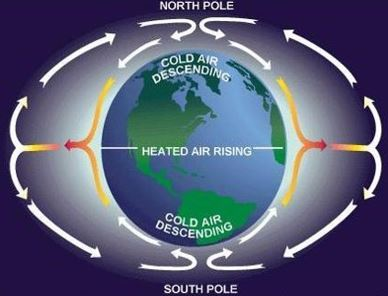 NORTH POLE
COLD AIR
DESCENDING
HEATED AIR RISING
COLD AIR
DESCENDING
SOUTH POLE